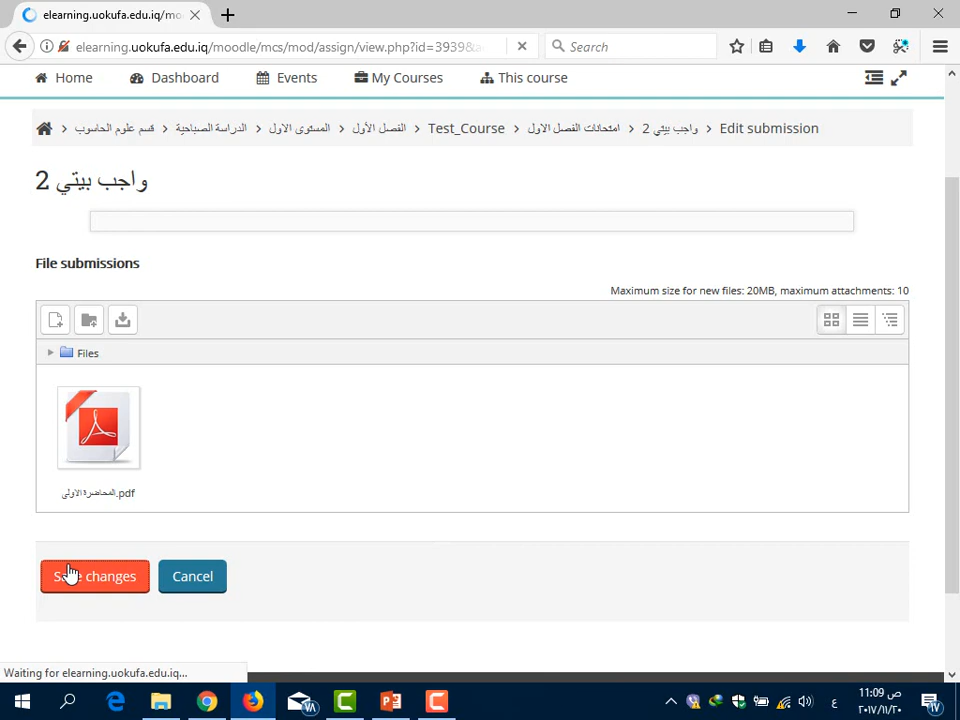 elearning.uokufa.edu.iq/mo
elearning.uokufa.edu.iq/moodle/mcs/mod/assign/view.php?id=3939&a
Search
Home
Dashboard
Events
My Courses
This course
قسم علوم الحاسوب
الدراسة الصباحية
المستوى الاول
الفصل الأول
Test_Course
امتحانات الفصل الاول
واجب بيتي 2
Edit submission
واجب بيتي 2
File submissions
Maximum size for new files: 20MB, maximum attachments: 10
Files
المحاضرة الاولى.pdf
changes
Cancel
Waiting for elearning.uokufa.edu.iq...
ع
11:09 ص
٢٠١٧/١١/٢٠